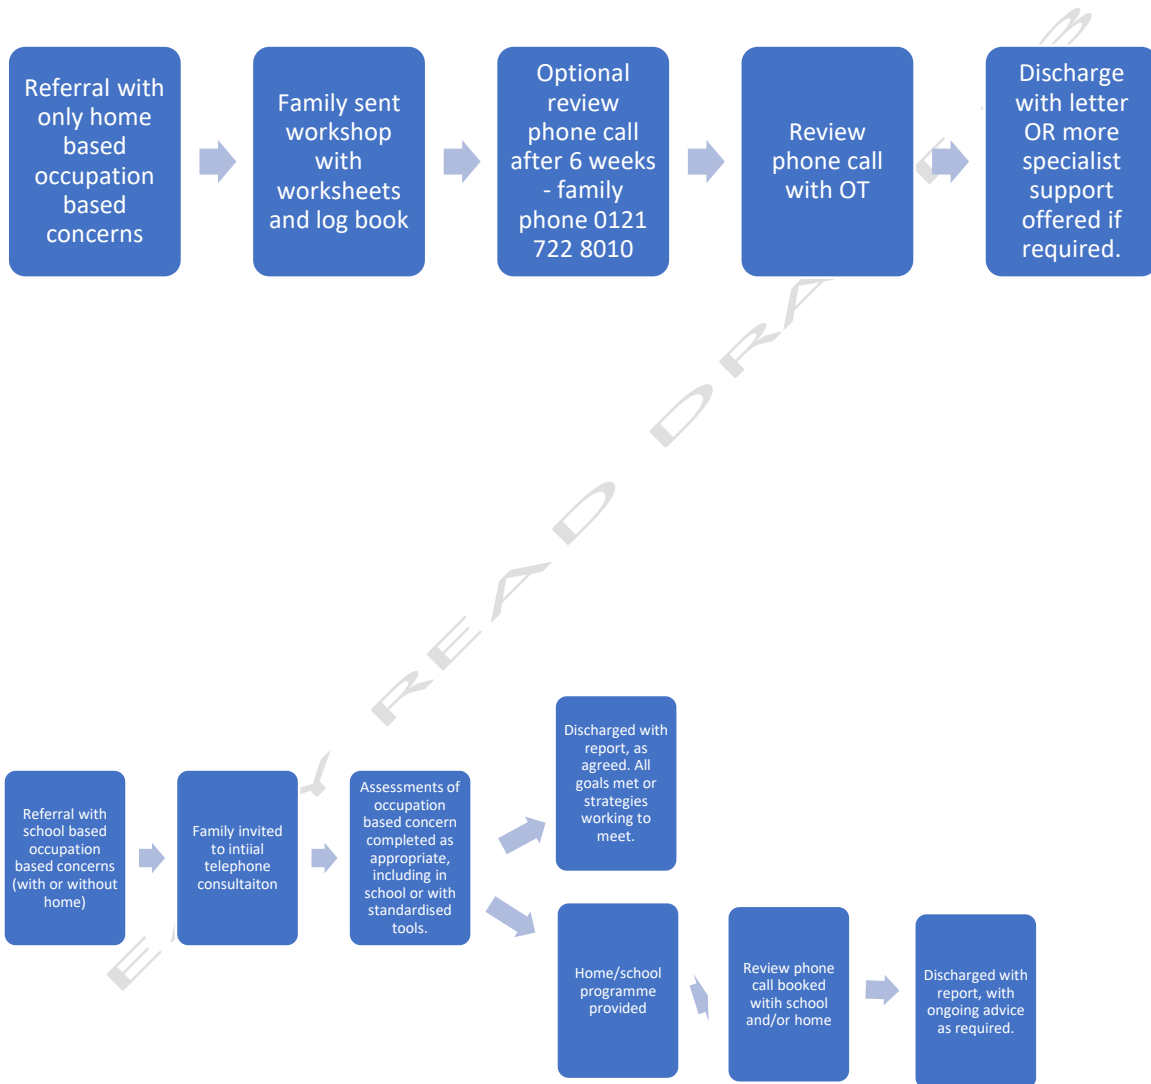 Referral with
only home
based
occupation
based
concerns
Family sent
workshop
with
worksheets
and log book
Optional
review
phone call
after 6 weeks
- family
phone 0121
722 8010
Review
phone call
with OT
Discharge
with letter
OR more
specialist
support
offered if
required.
Referral with
school based
occupation
based concerns
(with or without
home)
Family invited
to intiial
telephone
consultaiton
Assessments of
occupation
based concern
completed as
appropriate,
including in
school or with
standardised
tools.
Discharged with
report, as
agreed. All
goals met or
strategies
working to
meet.
Home/school
programme
provided
Review phone
call booked
wtih school
and/or home
Discharged with
report, with
ongoing advice
as required.